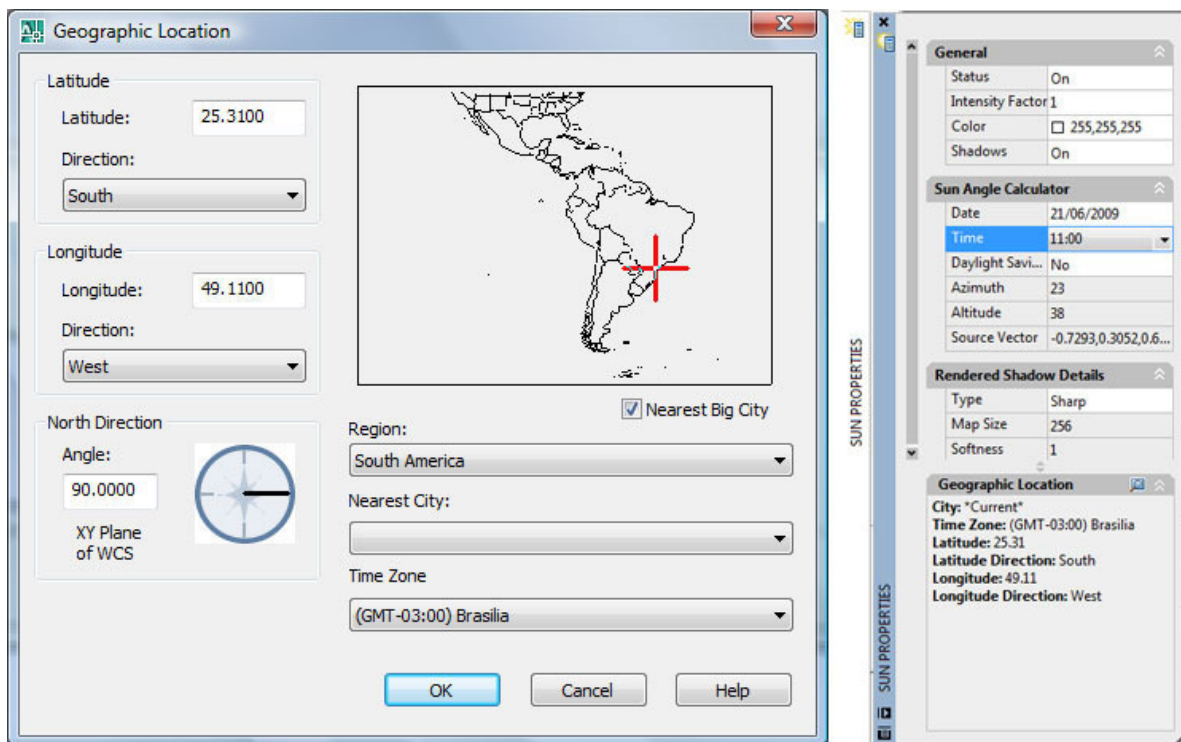 Geographic Location
Latitude
Latitude:
25.3100
Direction:
South
Longitude
Longitude:
49.1100
Direction:
West
North Direction
Angle:
90.0000
XY Plane
of WCS
Nearest Big City
Region:
South America
Nearest City:
Time Zone
(GMT-03:00) Brasilia
OK
Cancel
Help
SUN PROPERTIES
SUN PROPERTIES
General
Status On
Intensity Factor 1
Color 255,255,255
Shadows On
Sun Angle Calculator
Date 21/06/2009
Time 11:00
Daylight Savi... No
Azimuth 23
Altitude 38
Source Vector -0.7293,0.3052,0.6...
Rendered Shadow Details
Type Sharp
Map Size 256
Softness 1
Geographic Location
City: *Current*
Time Zone: (GMT-03:00) Brasilia
Latitude: 25.31
Latitude Direction: South
Longitude: 49.11
Longitude Direction: West